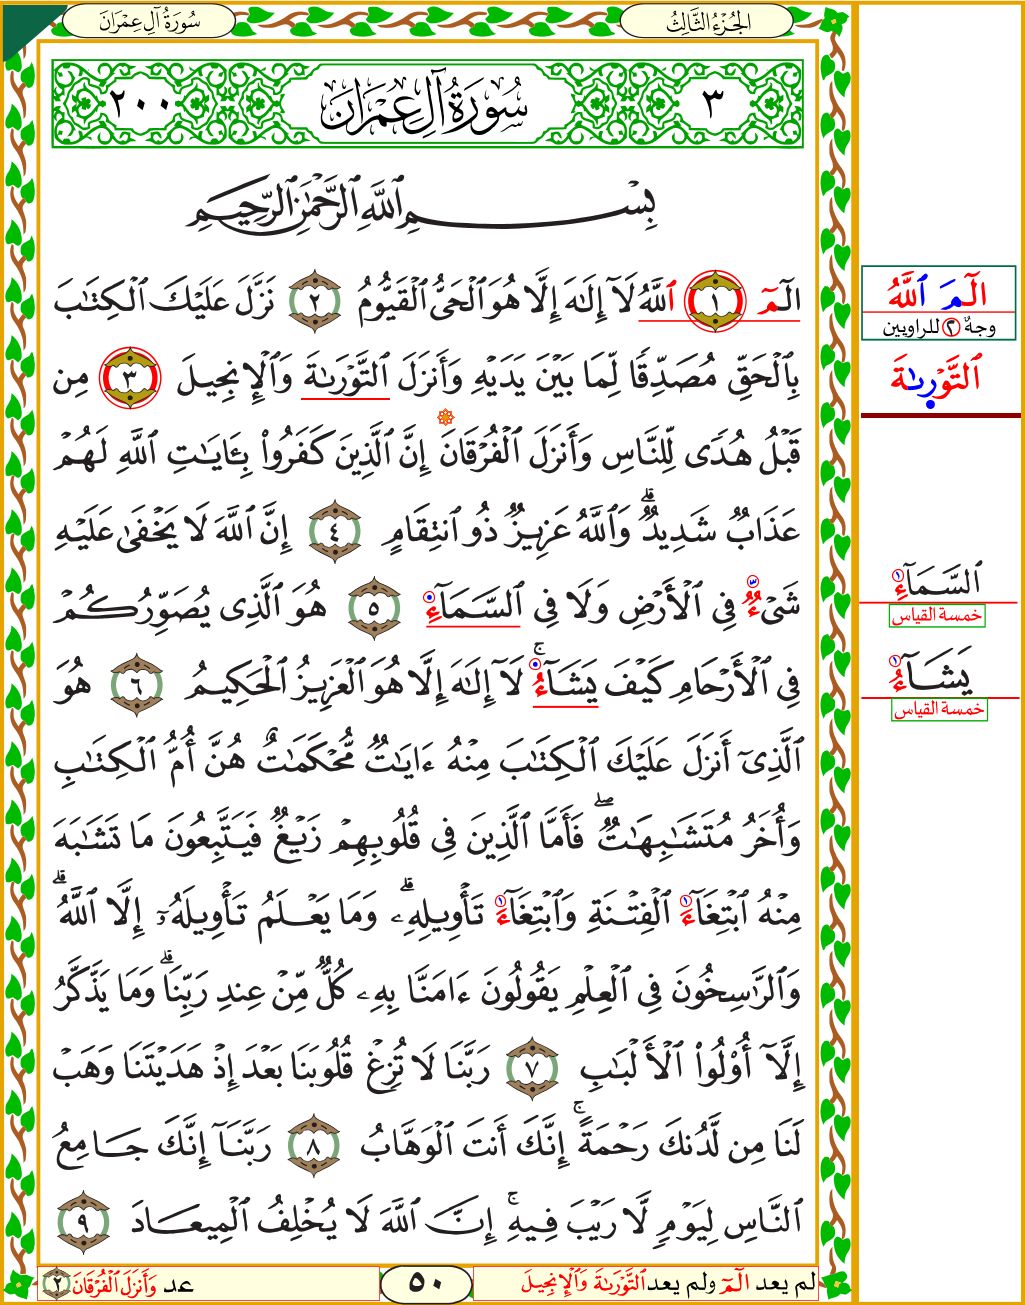 الجُزْءُ الثَّالِثُ
سُورَةُ آلِ عِمْرَانَ
٣
سُورَةُ آلِ عِمْرَانَ
٢٠٠
بِسْمِ اللَّهِ الرَّحْمَٰنِ الرَّحِيمِ
الٓمٓ ١ ٱللَّهُ لَآ إِلَٰهَ إِلَّا هُوَ ٱلْحَىُّ ٱلْقَيُّومُ ٢ نَزَّلَ عَلَيْكَ ٱلْكِتَٰبَ
بِٱلْحَقِّ مُصَدِّقًا لِّمَا بَيْنَ يَدَيْهِ وَأَنزَلَ ٱلتَّوْرَىٰةَ وَٱلْإِنجِيلَ ٣ مِن
قَبْلُ هُدًى لِّلنَّاسِ وَأَنزَلَ ٱلْفُرْقَانَ إِنَّ ٱلَّذِينَ كَفَرُوا۟ بِـَٔايَٰتِ ٱللَّهِ لَهُمْ
عَذَابٌ شَدِيدٌ ۗ وَٱللَّهُ عَزِيزٌ ذُو ٱنتِقَامٍ ٤ إِنَّ ٱللَّهَ لَا يَخْفَىٰ عَلَيْهِ
شَىْءٌ فِى ٱلْأَرْضِ وَلَا فِى ٱلسَّمَآءِ ٥ هُوَ ٱلَّذِى يُصَوِّرُكُمْ
فِى ٱلْأَرْحَامِ كَيْفَ يَشَآءُ ۚ لَآ إِلَٰهَ إِلَّا هُوَ ٱلْعَزِيزُ ٱلْحَكِيمُ ٦ هُوَ
ٱلَّذِىٓ أَنزَلَ عَلَيْكَ ٱلْكِتَٰبَ مِنْهُ ءَايَٰتٌ مُّحْكَمَٰتٌ هُنَّ أُمُّ ٱلْكِتَٰبِ
وَأُخَرُ مُتَشَٰبِهَٰتٌ ۖ فَأَمَّا ٱلَّذِينَ فِى قُلُوبِهِمْ زَيْغٌ فَيَتَّبِعُونَ مَا تَشَٰبَهَ
مِنْهُ ٱبْتِغَآءَ ٱلْفِتْنَةِ وَٱبْتِغَآءَ تَأْوِيلِهِۦ ۗ وَمَا يَعْلَمُ تَأْوِيلَهُۥٓ إِلَّا ٱللَّهُ ۗ
وَٱلرَّٰسِخُونَ فِى ٱلْعِلْمِ يَقُولُونَ ءَامَنَّا بِهِۦ كُلٌّ مِّنْ عِندِ رَبِّنَا ۗ وَمَا يَذَّكَّرُ
إِلَّآ أُو۟لُوا۟ ٱلْأَلْبَٰبِ ٧ رَبَّنَا لَا تُزِغْ قُلُوبَنَا بَعْدَ إِذْ هَدَيْتَنَا وَهَبْ
لَنَا مِن لَّدُنكَ رَحْمَةً ۚ إِنَّكَ أَنتَ ٱلْوَهَّابُ ٨ رَبَّنَآ إِنَّكَ جَامِعُ
ٱلنَّاسِ لِيَوْمٍ لَّا رَيْبَ فِيهِ ۚ إِنَّ ٱللَّهَ لَا يُخْلِفُ ٱلْمِيعَادَ ٩
الٓمَ ٱللَّهُ
وجهٌ ٢ للراويين
ٱلتَّوْرِىٰةَ
ٱلسَّمَآءِ ١
خمسة القياس
يَشَآءُ ١
خمسة القياس
لم يعد الٓمٓ ولم يعد ٱلتَّوْرَىٰةَ وَٱلْإِنجِيلَ
٥٠
عد وَأَنزَلَ ٱلْفُرْقَانَ ٢